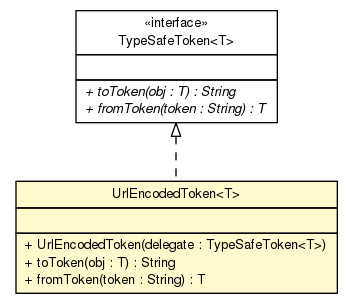 «interface»
TypeSafeToken<T>
+ toToken(obj : T) : String
+ fromToken(token : String) : T
UrlEncodedToken<T>
+ UrlEncodedToken(delegate : TypeSafeToken<T>)
+ toToken(obj : T) : String
+ fromToken(token : String) : T